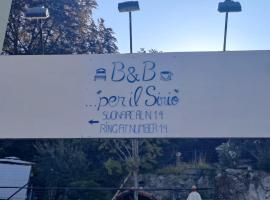 B&B
..."per il Sirio"
SUONARE AL N 14
RING AT NUMBER 14